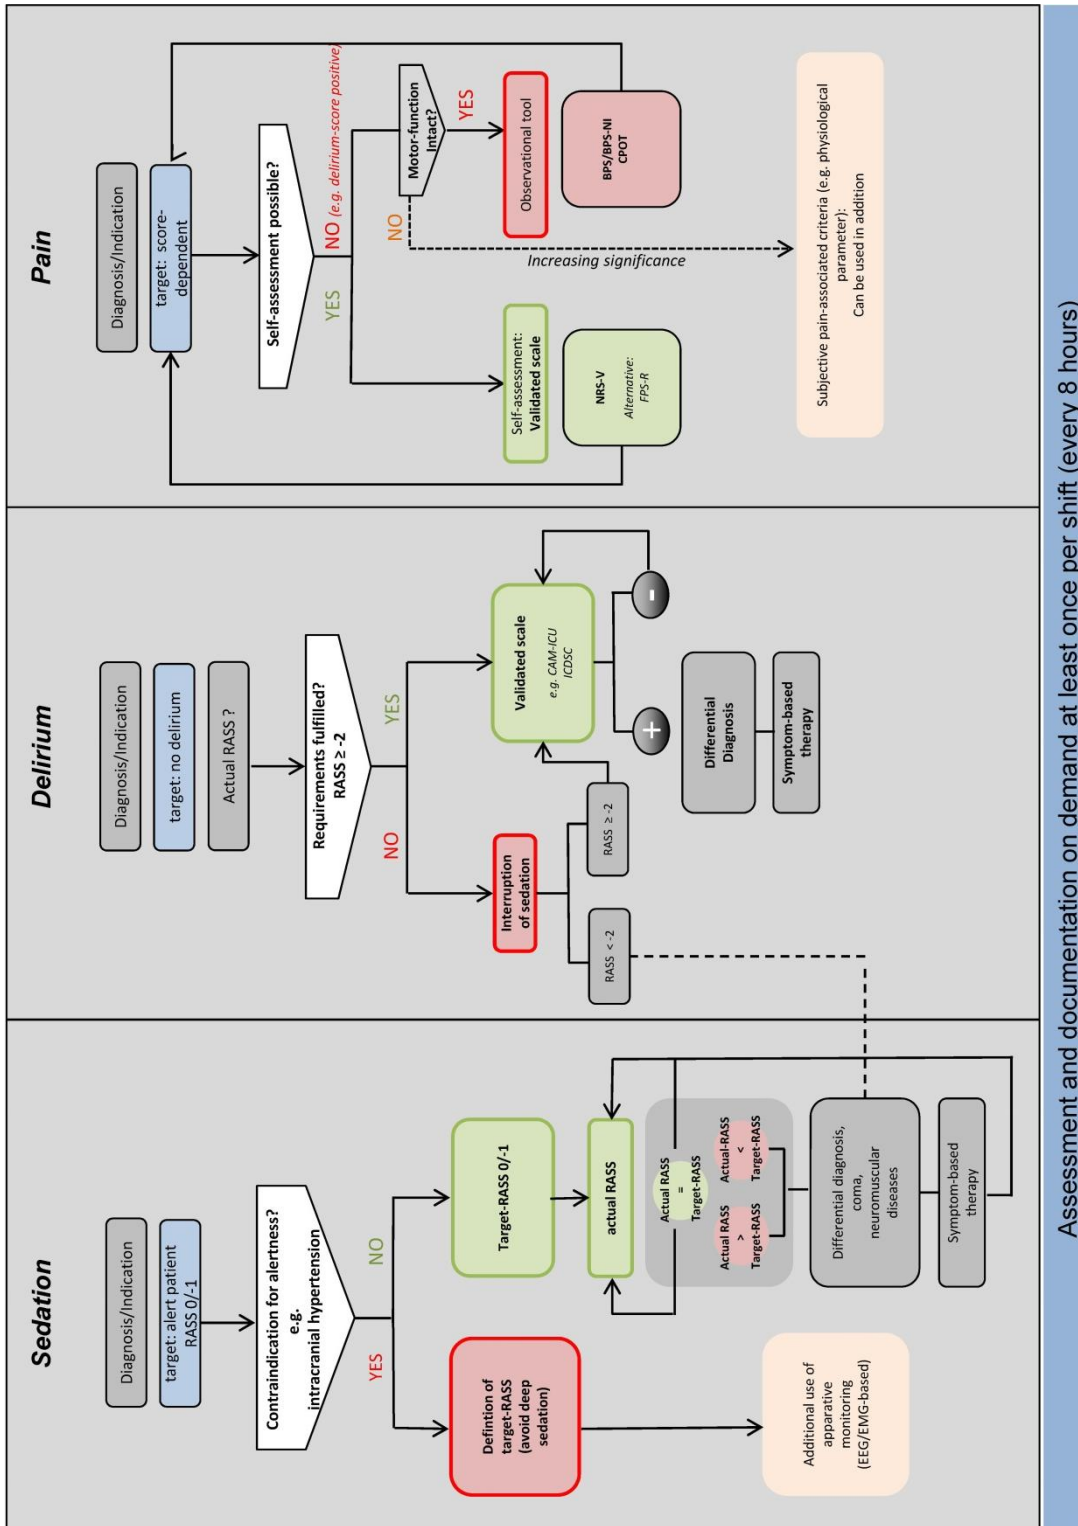 Sedation
Diagnosis/Indication
target: alert patient
RASS 0/-1
Contraindication for alertness?
e.g.
intracranial hypertension
YES
NO
Defintion of
target-RASS
(avoid deep
sedation)
Target-RASS 0/-1
actual RASS
Actual RASS
=
Target-RASS
Actual RASS
>
Target-RASS
Actual-RASS
<
Target-RASS
Additional use of
apparative
monitoring
(EEG/EMG-based)
Differential diagnosis,
coma,
neuromuscular
diseases
Symptom-based
therapy
Delirium
Diagnosis/Indication
target: no delirium
Actual RASS ?
Requirements fulfilled?
RASS ≥ -2
NO
YES
Interruption
of sedation
RASS < -2
RASS ≥ -2
Validated scale
e.g. CAM-ICU
ICDSC
+
-
Differential
Diagnosis
Symptom-based
therapy
Pain
Diagnosis/Indication
target: score-
dependent
Self-assessment possible?
YES
NO (e.g. delirium-score positive)
Motor-function
Intact?
NO
YES
Self-assessment:
Validated scale
NRS-V
Alternative:
FPS-R
Increasing significance
Observational tool
BPS/BPS-NI
CPOT
Subjective pain-associated criteria (e.g. physiological
parameter):
Can be used in addition
Assessment and documentation on demand at least once per shift (every 8 hours)